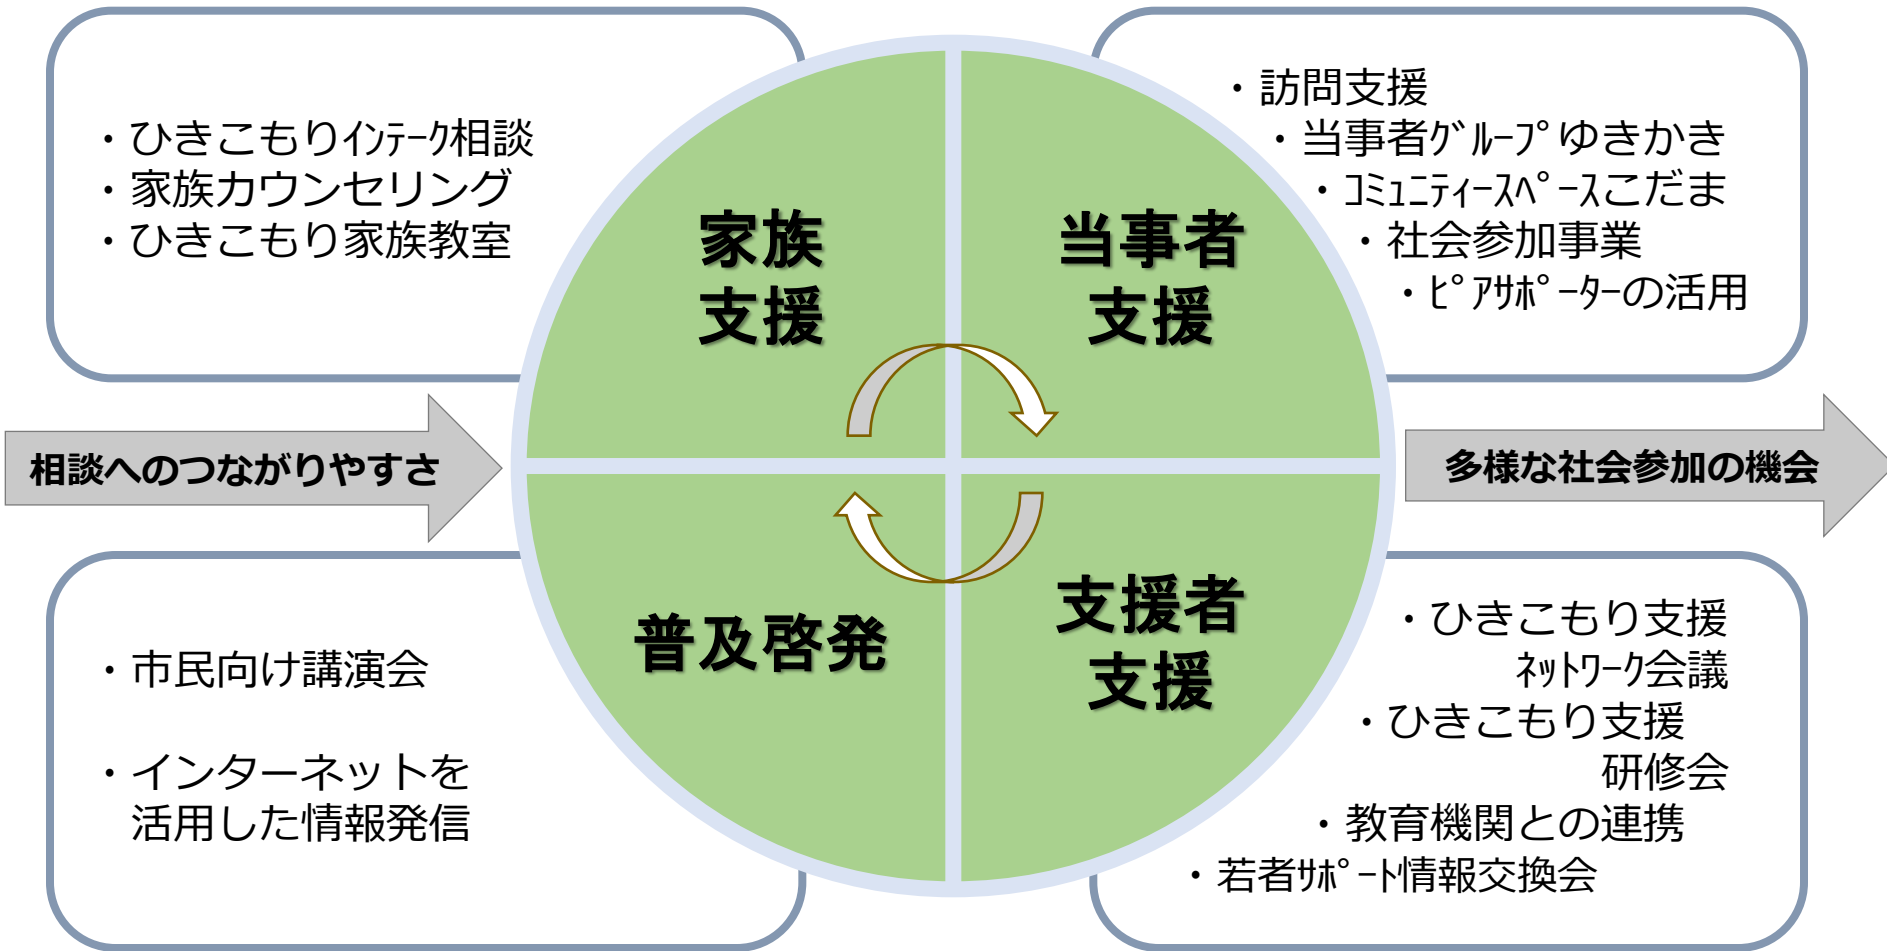 ・ひきこもりｲﾝﾃｰｸ相談
・家族カウンセリング
・ひきこもり家族教室
家族
支援
当事者
支援
・訪問支援
・当事者ｸﾞﾙｰﾌﾟゆきかき
・ｺﾐｭﾆﾃｨｰｽﾍﾟｰｽこだま
・社会参加事業
・ﾋﾟｱｻﾎﾟｰﾀｰの活用
相談へのつながりやすさ
多様な社会参加の機会
・市民向け講演会
・インターネットを
活用した情報発信
普及啓発
支援者
支援
・ひきこもり支援
ﾈｯﾄﾜｰｸ会議
・ひきこもり支援
研修会
・教育機関との連携
・若者ｻﾎﾟｰﾄ情報交換会